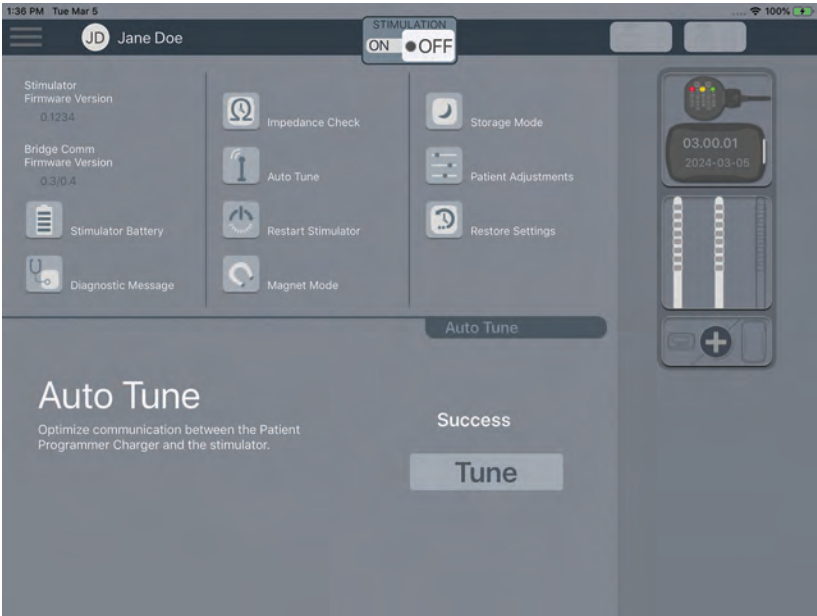 1:36 PM Tue Mar 5
100%
STIMULATION
ON OFF
JD Jane Doe
Stimulator
Firmware Version
0.1234
Bridge Comm
Firmware Version
0.3/0.4
Stimulator Battery
Diagnostic Message
Impedance Check
Auto Tune
Restart Stimulator
Magnet Mode
Storage Mode
Patient Adjustments
Restore Settings
03.00.01
2024-03-05
Auto Tune
Auto Tune
Optimize communication between the Patient
Programmer Charger and the stimulator.
Success
Tune